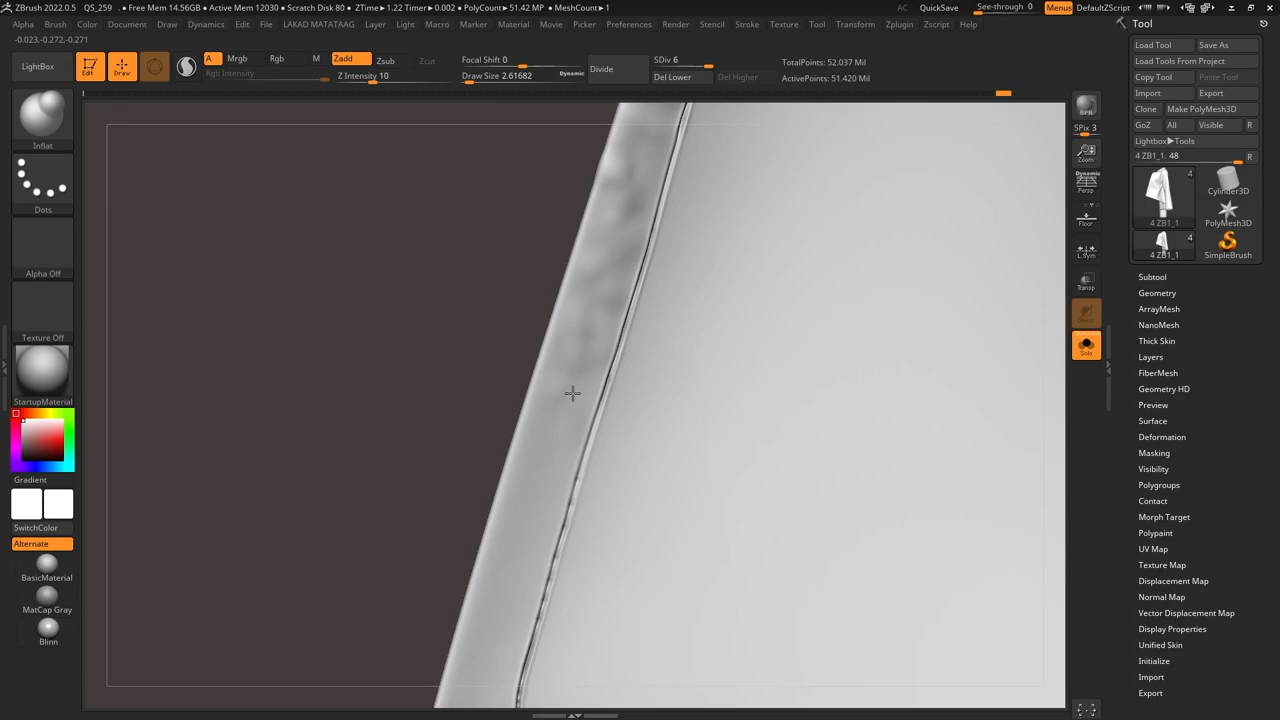 ZBrush 2022.0.5 QS_259 . ● Free Mem 14.56GB ● Active Mem 12030 ● Scratch Disk 80 ● ZTime►1.22 Timer►0.002 ● PolyCount►51.42 MP ● MeshCount►1 AC QuickSave See-through 0 Menus DefaultZScript
Alpha Brush Color Document Draw Dynamics Edit File LAKAD MATATAAG Layer Light Macro Marker Material Movie Picker Preferences Render Stencil Stroke Texture Tool Transform Zplugin Zscript Help
-0.023,-0.272,-0.271
LightBox
Edit
Draw
A Mrgb Rgb M
Rgb Intensity
Zadd Zsub Zcut
Z Intensity 10
Focal Shift 0
Draw Size 2.61682 Dynamic
Divide
SDiv 6
Del Lower Del Higher
TotalPoints: 52.037 Mil
ActivePoints: 51.420 Mil
Inflat
Dots
Alpha Off
Texture Off
StartupMaterial
Gradient
SwitchColor
Alternate
BasicMaterial
MatCap Gray
Blinn
BPR
SPix 3
Zoom
Dynamic
Persp
Floor
L.Sym
Transp
Solo
Tool
Load Tool Save As
Load Tools From Project
Copy Tool Paste Tool
Import Export
Clone Make PolyMesh3D
GoZ All Visible R
Lightbox►Tools
4 ZB1_1. 48 R
4
4 ZB1_1
Cylinder3D
PolyMesh3D
4
4 ZB1_1
SimpleBrush
Subtool
Geometry
ArrayMesh
NanoMesh
Thick Skin
Layers
FiberMesh
Geometry HD
Preview
Surface
Deformation
Masking
Visibility
Polygroups
Contact
Morph Target
Polypaint
UV Map
Texture Map
Displacement Map
Normal Map
Vector Displacement Map
Display Properties
Unified Skin
Initialize
Import
Export